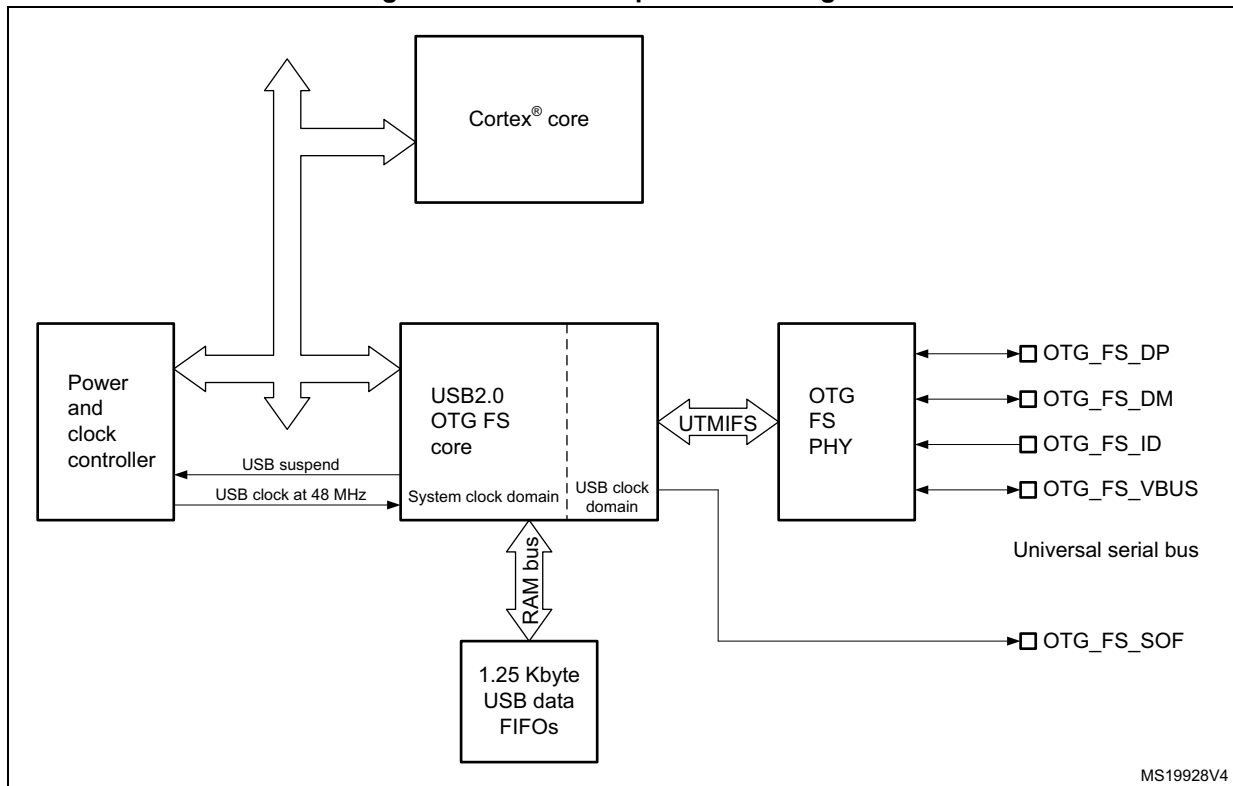 Cortex® core
Power
and
clock
controller
USB2.0
OTG FS
core
UTMIFS
OTG
FS
PHY
OTG_FS_DP
OTG_FS_DM
OTG_FS_ID
OTG_FS_VBUS
USB suspend
USB clock at 48 MHz
System clock domain
USB clock
domain
Universal serial bus
RAM bus
OTG_FS_SOF
1.25 Kbyte
USB data
FIFOs
MS19928V4